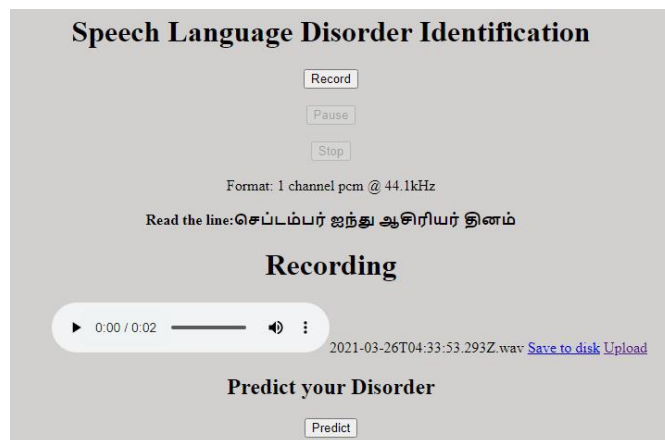 Speech Language Disorder Identification
Record
Pause
Stop
Format: 1 channel pcm @ 44.1kHz
Read the line:செப்டம்பர் ஐந்து ஆசிரியர் தினம்
Recording
0:00 / 0:02
2021-03-26T04:33:53.293Z.wav Save to disk Upload
Predict your Disorder
Predict